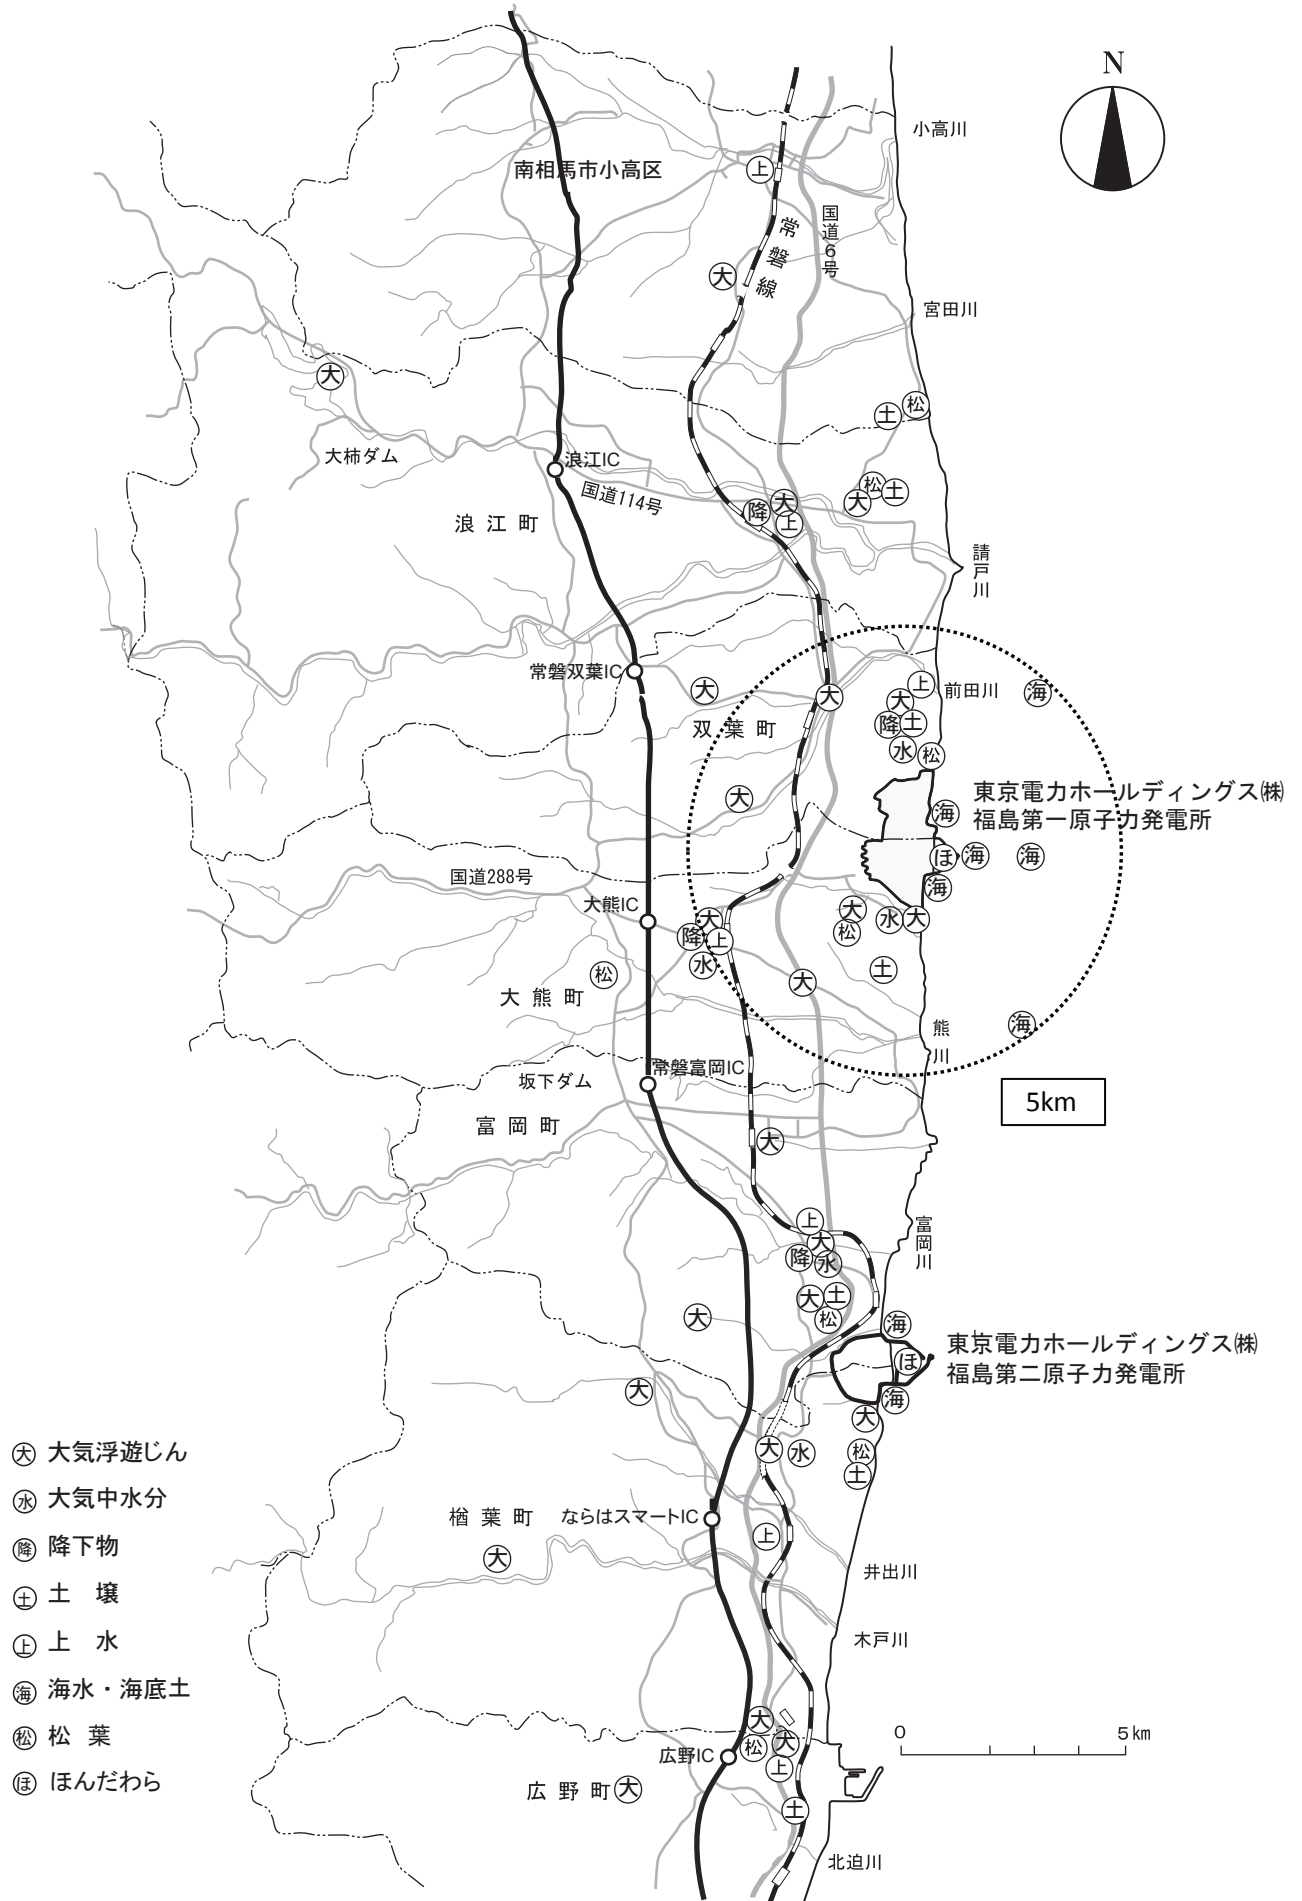 N
小高川
南相馬市小高区
上
国道6号
常磐線
大
宮田川
大
松
土
大柿ダム
浪江IC
国道114号
松
土
大
大
降
上
浪江町
請戸川
常磐双葉IC
大
大
上
前田川
海
大
降
土
双葉町
水
松
大
東京電力ホールディングス㈱
福島第一原子力発電所
海
ほ
海
海
海
国道288号
大熊IC
大
降
上
水
大
松
水
大
松
土
大
大熊町
海
熊川
常磐富岡IC
坂下ダム
5km
富岡町
大
上
大
降
水
富岡川
大
土
松
大
海
東京電力ホールディングス㈱
福島第二原子力発電所
ほ
海
大
大
大
水
松
土
大 大気浮遊じん
水 大気中水分
降 降下物
土 土 壌
上 上 水
海 海水・海底土
松 松 葉
ほ ほんだわら
楢葉町
ならはスマートIC
上
大
井出川
木戸川
大
松
大
上
広野IC
0
5km
広野町
大
土
北迫川